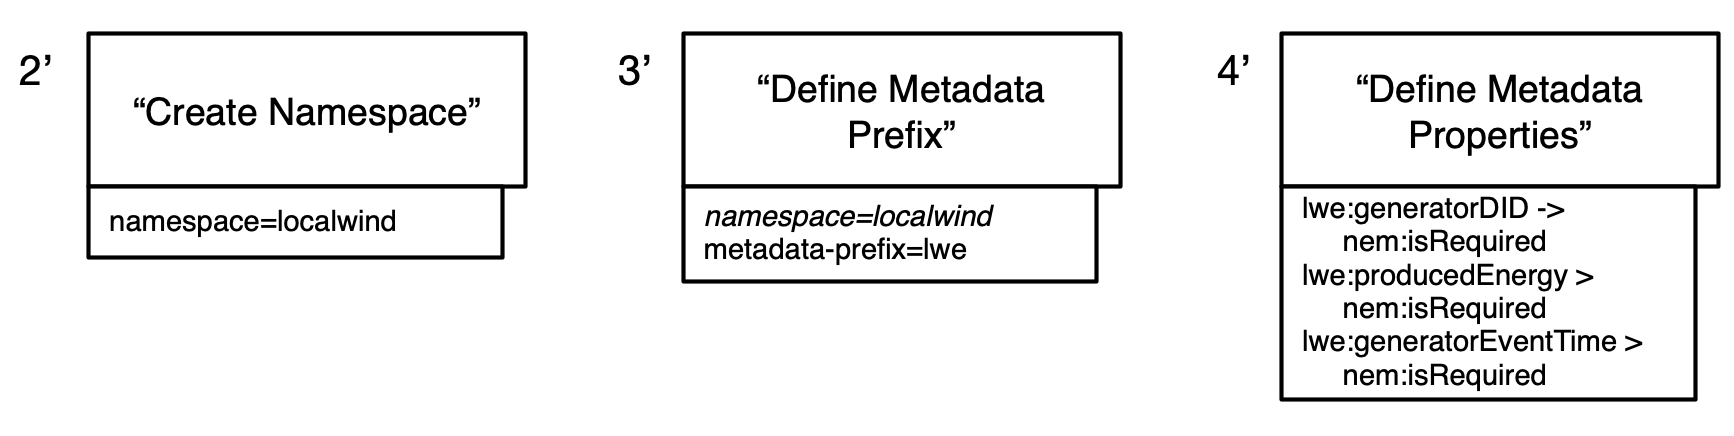 2’
“Create Namespace”
namespace=localwind
3’
“Define Metadata
Prefix”
namespace=localwind
metadata-prefix=lwe
4’
“Define Metadata
Properties”
lwe:generatorDID ->
nem:isRequired
lwe:producedEnergy >
nem:isRequired
lwe:generatorEventTime >
nem:isRequired